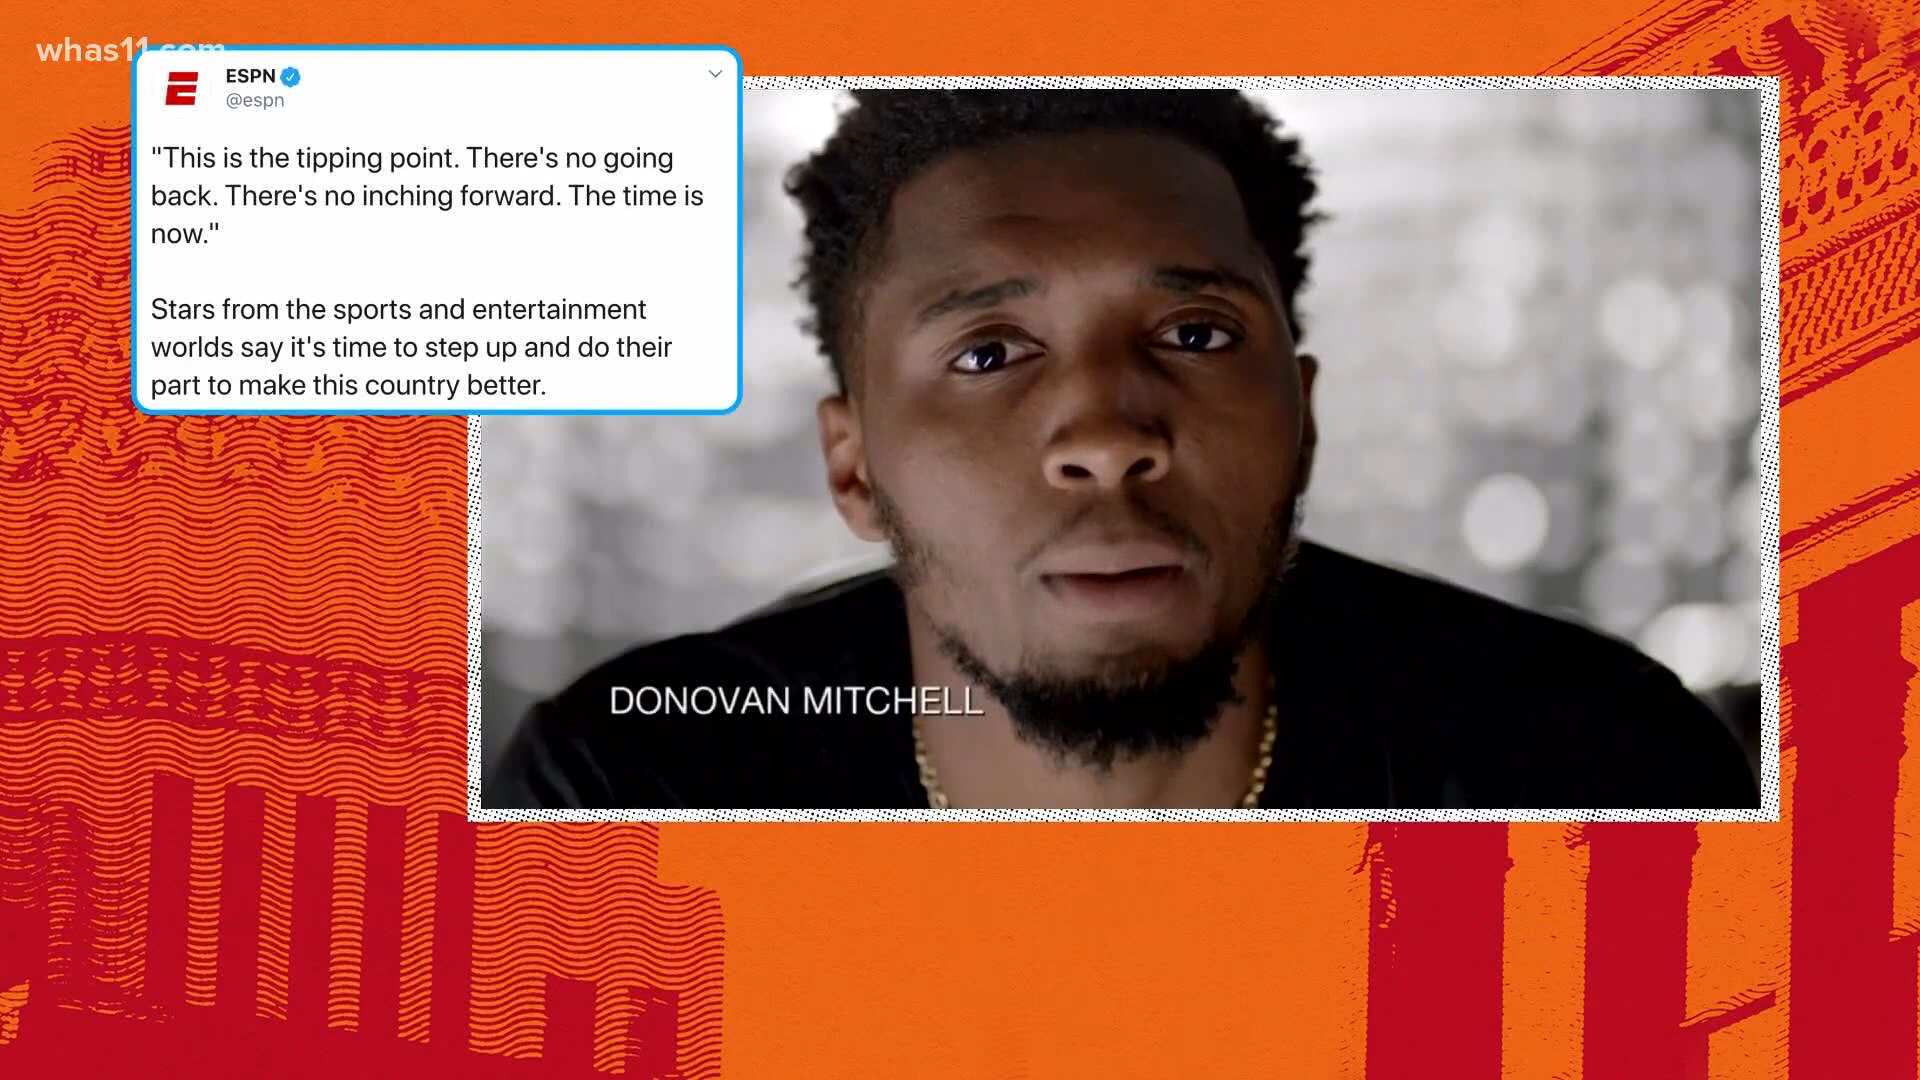 whas11.com
ESPN
@espn
"This is the tipping point. There's no going
back. There's no inching forward. The time is
now."
Stars from the sports and entertainment
worlds say it's time to step up and do their
part to make this country better.
DONOVAN MITCHELL